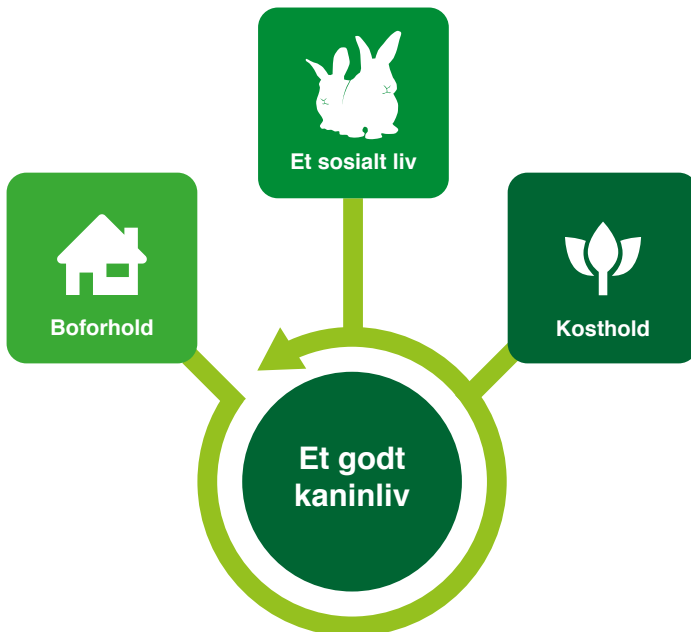 Et sosialt liv
Boforhold
Kosthold
Et godt
kaninliv